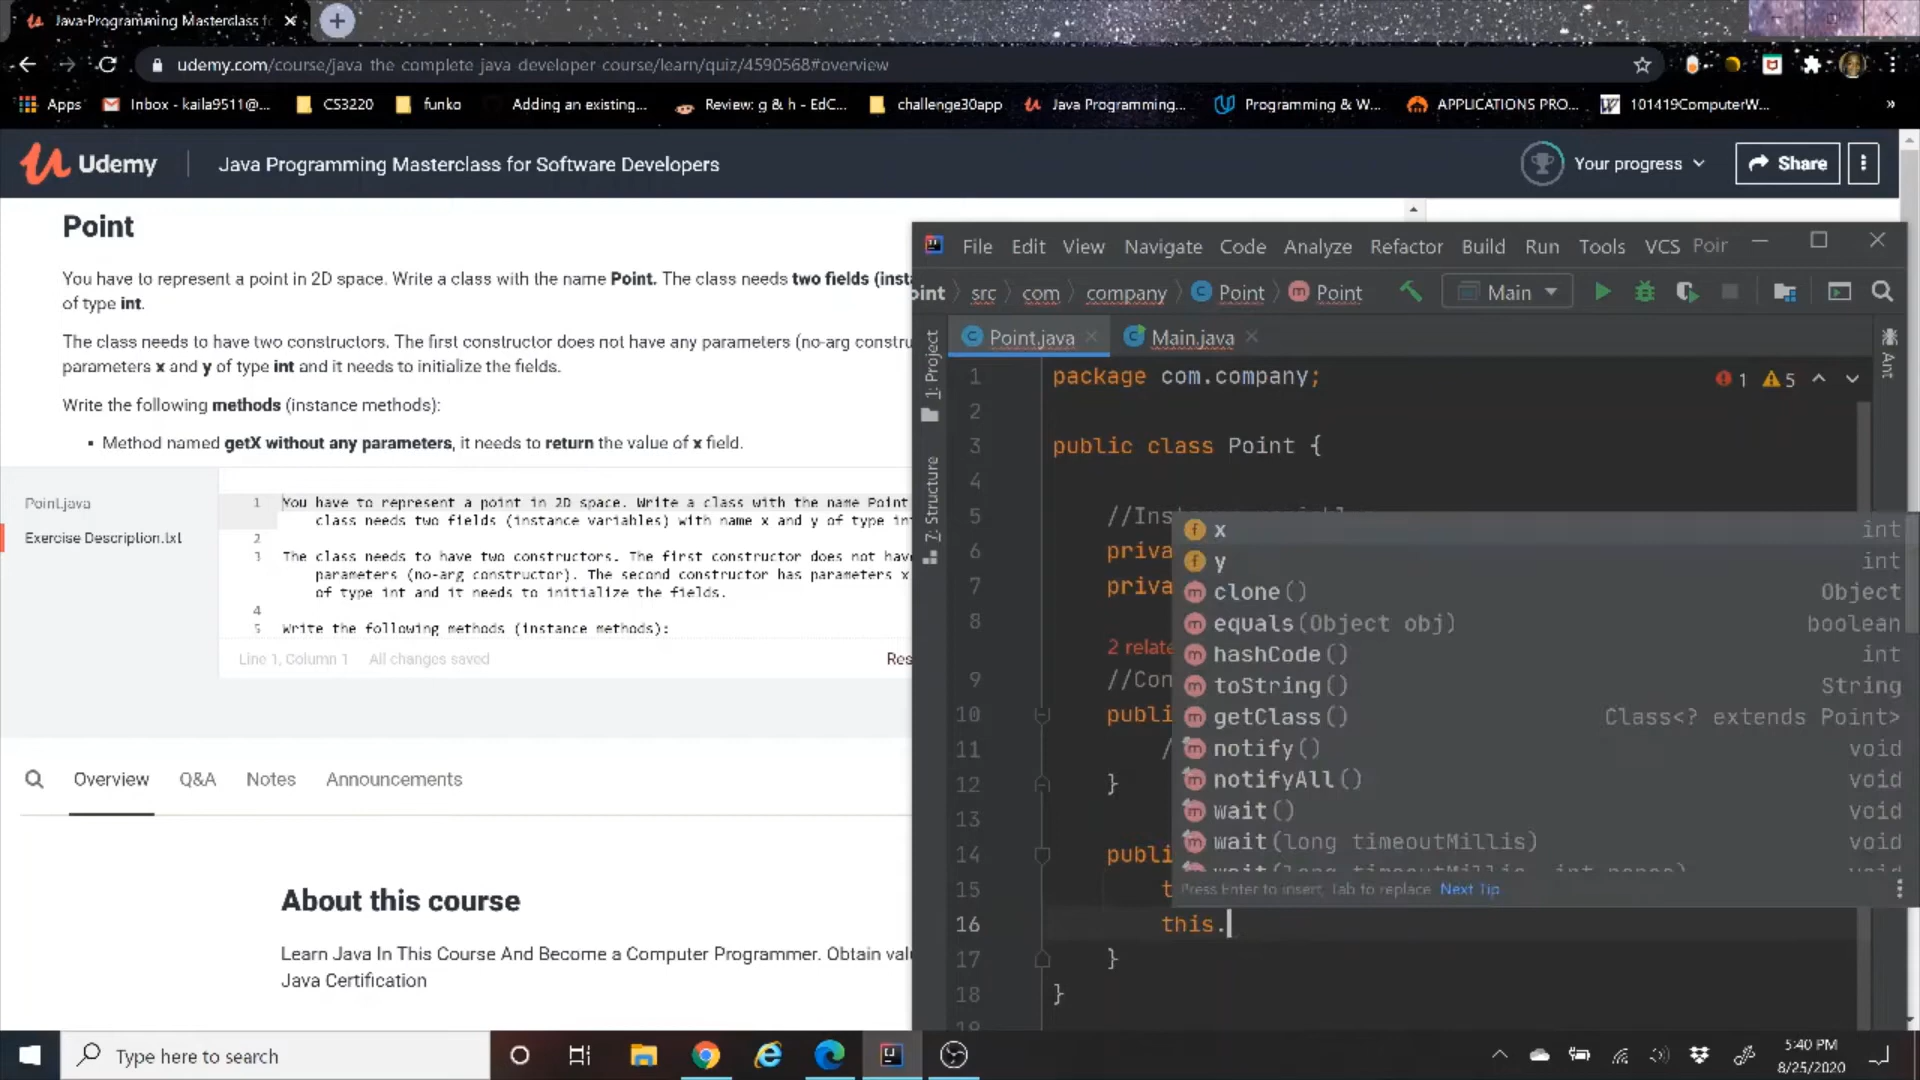 Java Programming Masterclass f
udemy.com/course/java the complete java developer course/learn/quiz/4590568#overview
Apps
Inbox - kaila9511@...
CS3220
funko
Adding an existing...
Review: g & h - EdC...
challenge30app
Java Programming...
Programming & W...
APPLICATIONS PRO...
101419ComputerW...
»
Udemy
Java Programming Masterclass for Software Developers
Your progress
Share
Point
You have to represent a point in 2D space. Write a class with the name Point. The class needs two fields (inst
of type int.
The class needs to have two constructors. The first constructor does not have any parameters (no-arg constru
parameters x and y of type int and it needs to initialize the fields.
Write the following methods (instance methods):
▪ Method named getX without any parameters, it needs to return the value of x field.
Point.java
Exercise Description.txt
1 You have to represent a point in 2D space. Write a class with the name Point
class needs two fields (instance variables) with name x and y of type in
2
3 The class needs to have two constructors. The first constructor does not hav
parameters (no-arg constructor). The second constructor has parameters x
of type int and it needs to initialize the fields.
4
5 Write the following methods (instance methods):
Line 1, Column 1 All changes saved
Res
Overview
Q&A
Notes
Announcements
About this course
Learn Java In This Course And Become a Computer Programmer. Obtain val
Java Certification
File Edit View Navigate Code Analyze Refactor Build Run Tools VCS Poir
oint src com company Point Point
Main
Point.java
Main.java
1: Project
7: Structure
Ant
1 5
1 package com.company;
2
3 public class Point {
4
5 //Inst
6 priva
7 priva
8
2 relate
9 //Con
10 publi
11 /
12 }
13
14 publi
15 t
16 this.
17 }
18 }
19
x int
y int
clone() Object
equals(Object obj) boolean
hashCode() int
toString() String
getClass() Class<? extends Point>
notify() void
notifyAll() void
wait() void
wait(long timeoutMillis) void
Press Enter to insert, Tab to replace Next Tip
Type here to search
5:40 PM
8/25/2020